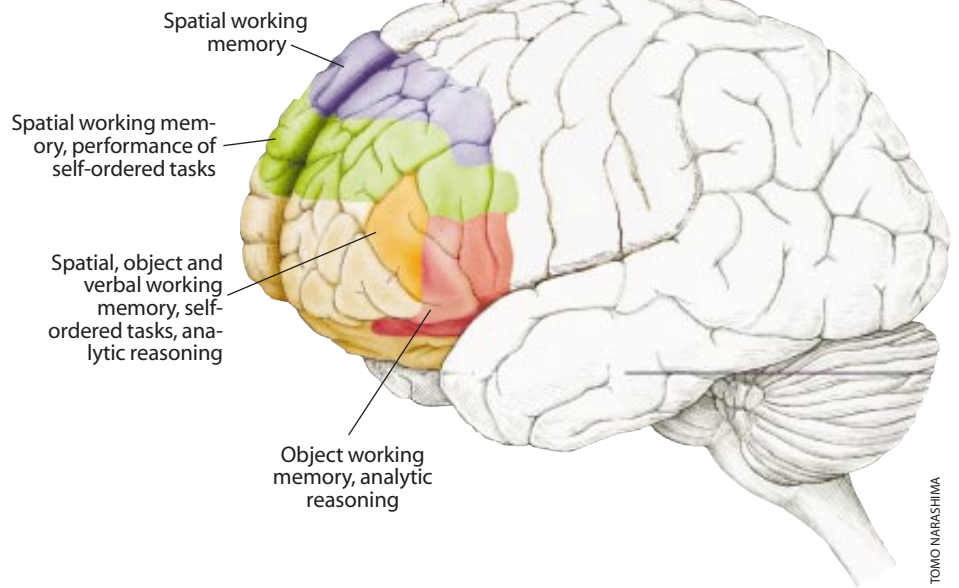 Spatial working
memory
Spatial working mem-
ory, performance of
self-ordered tasks
Spatial, object and
verbal working
memory, self-
ordered tasks, ana-
lytic reasoning
Object working
memory, analytic
reasoning
TOMO NARASHIMA